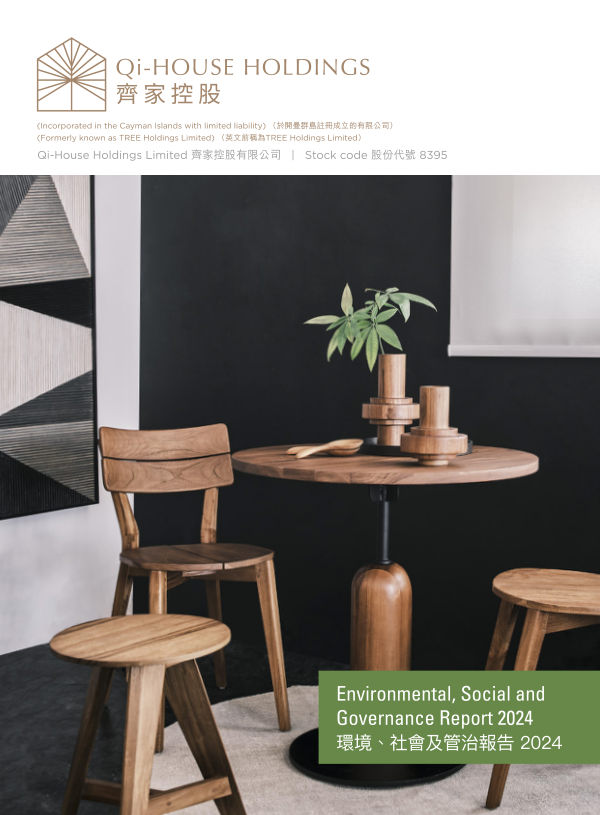 Qi-HOUSE HOLDINGS
齊家控股
(Incorporated in the Cayman Islands with limited liability) （於開曼群島註冊成立的有限公司）
(Formerly known as TREE Holdings Limited) （英文前稱為TREE Holdings Limited）
Qi-House Holdings Limited 齊家控股有限公司 | Stock code 股份代號 8395
Environmental, Social and
Governance Report 2024
環境、社會及管治報告 2024